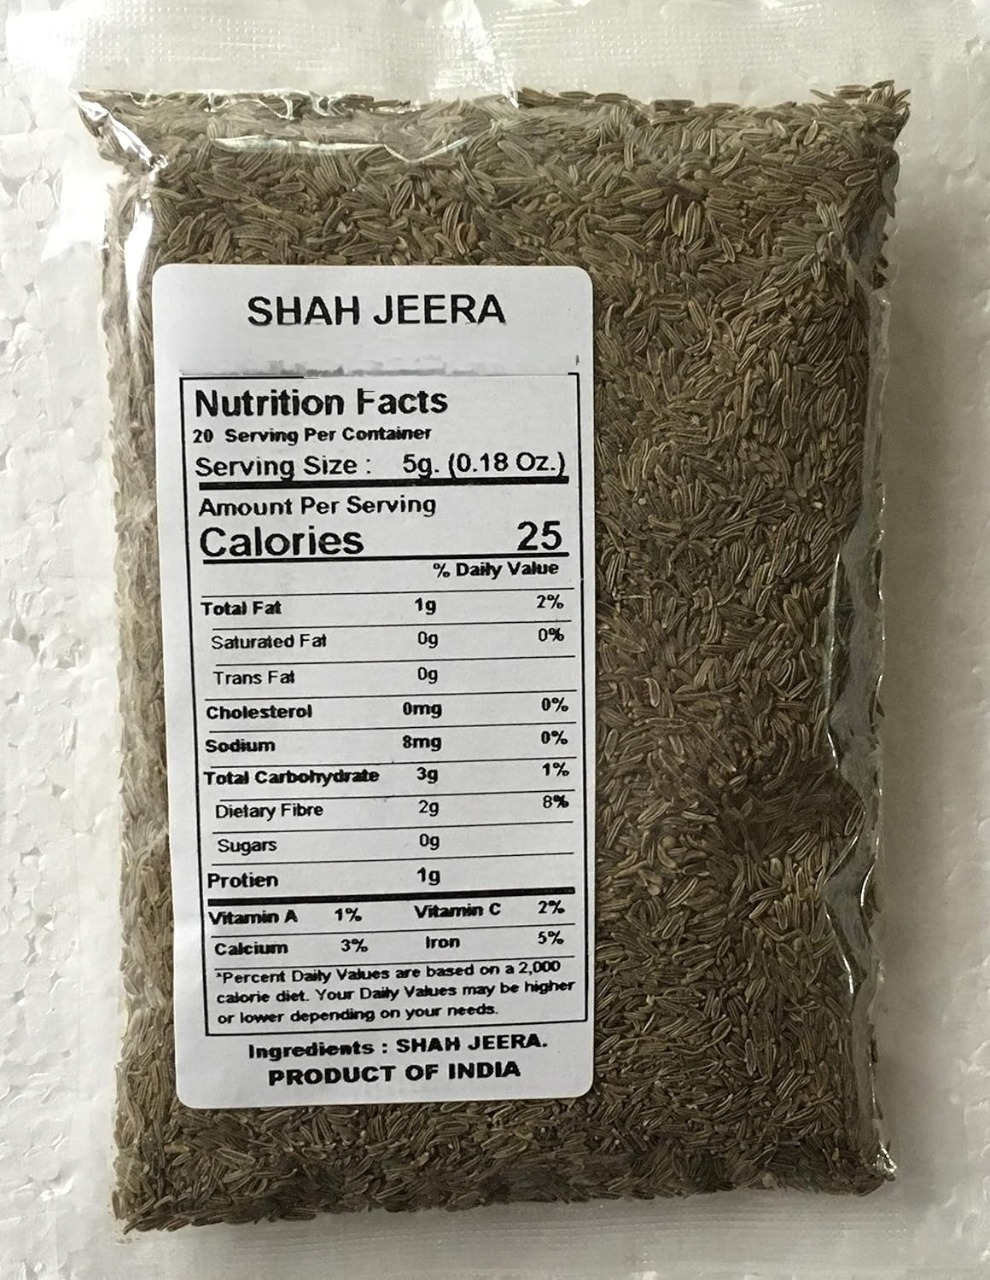 SHAH JEERA
Nutrition Facts
20 Serving Per Container
Serving Size : 5g. (0.18 Oz.)
Amount Per Serving
Calories 25
% Daily Value
Total Fat 1g 2%
Saturated Fat 0g 0%
Trans Fat 0g
Cholesterol 0mg 0%
Sodium 8mg 0%
Total Carbohydrate 3g 1%
Dietary Fibre 2g 8%
Sugars 0g
Protien 1g
Vitamin A 1% Vitamin C 2%
Calcium 3% Iron 5%
*Percent Daily Values are based on a 2,000
calorie diet. Your Daily Values may be higher
or lower depending on your needs.
Ingredients : SHAH JEERA.
PRODUCT OF INDIA